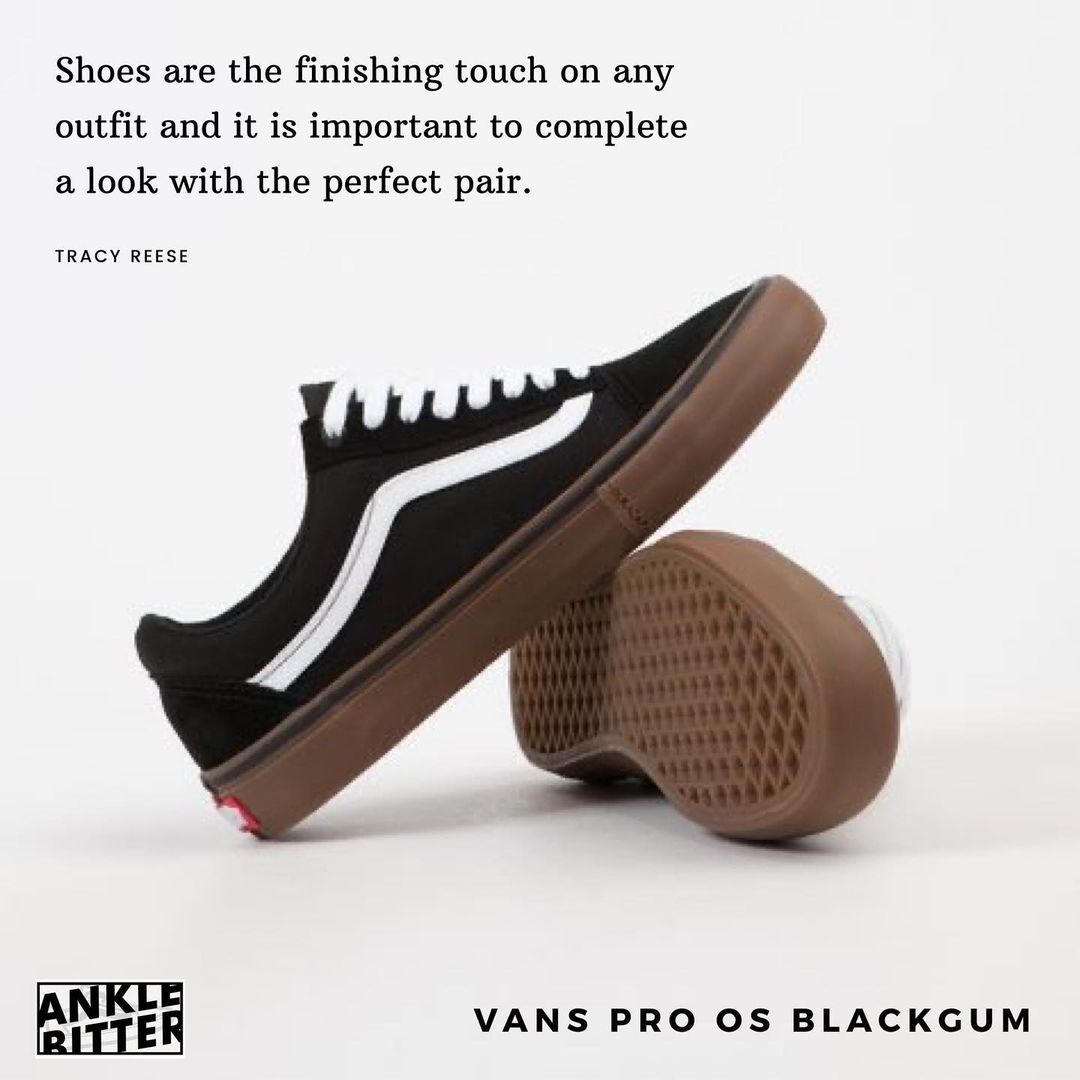 Shoes are the finishing touch on any
outfit and it is important to complete
a look with the perfect pair.
TRACY REESE
ANKLE
BITTER
VANS PRO OS BLACKGUM